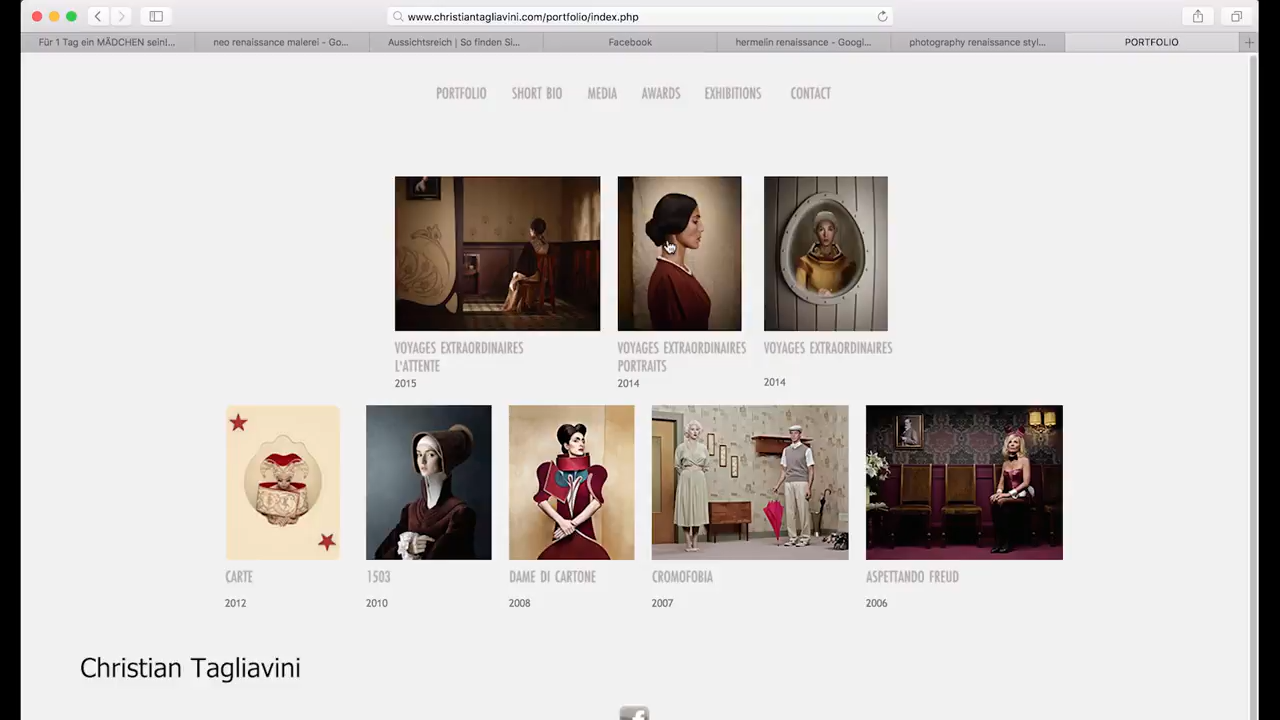 www.christiantagliavini.com/portfolio/index.php
Für 1 Tag ein MÄDCHEN sein!...
neo renaissance malerei - Go...
Aussichtsreich | So finden Si...
Facebook
hermelin renaissance - Googl...
photography renaissance styl...
PORTFOLIO
PORTFOLIO SHORT BIO MEDIA AWARDS EXHIBITIONS CONTACT
VOYAGES EXTRAORDINAIRES
L'ATTENTE
2015
VOYAGES EXTRAORDINAIRES
PORTRAITS
2014
VOYAGES EXTRAORDINAIRES
2014
CARTE
2012
1503
2010
DAME DI CARTONE
2008
CROMOFOBIA
2007
ASPETTANDO FREUD
2006
Christian Tagliavini